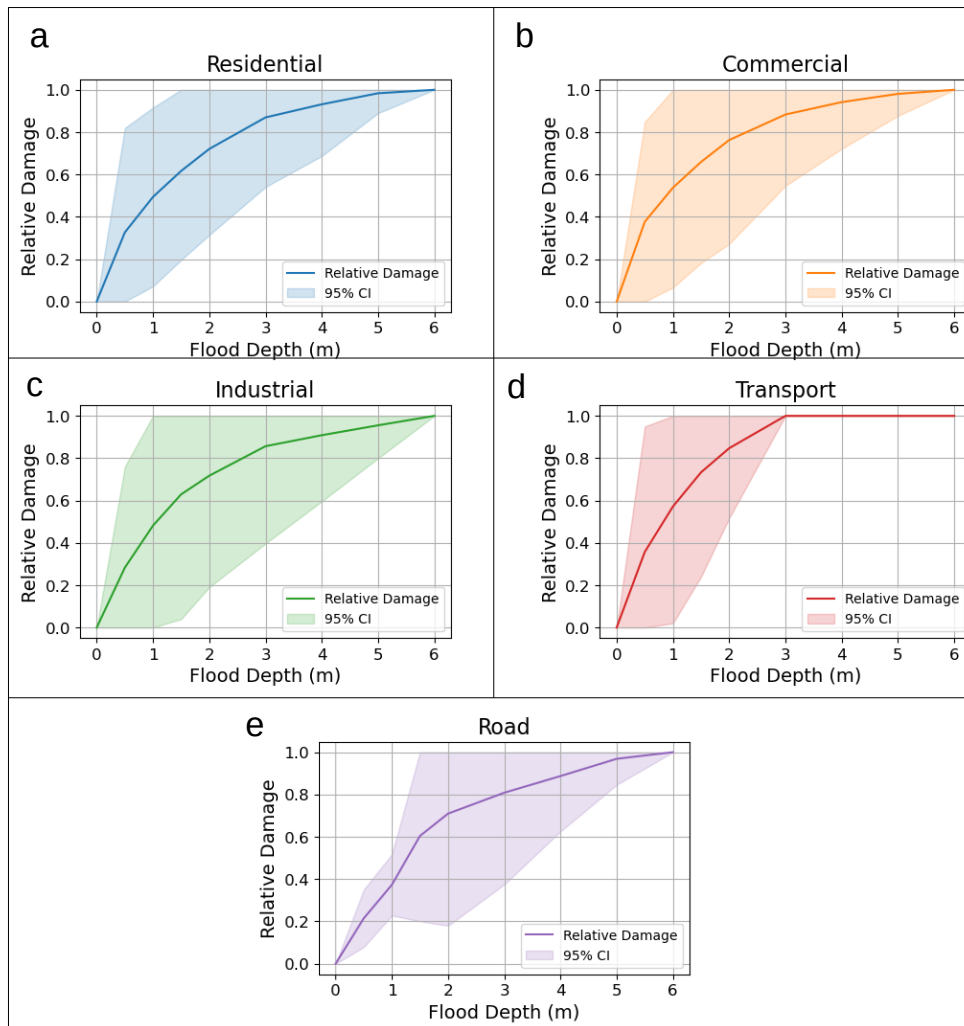 a
Residential
1.0
0.8
0.6
0.4
0.2
0.0
Relative Damage
Relative Damage
95% CI
0 1 2 3 4 5 6
Flood Depth (m)
b
Commercial
1.0
0.8
0.6
0.4
0.2
0.0
Relative Damage
Relative Damage
95% CI
0 1 2 3 4 5 6
Flood Depth (m)
c
Industrial
1.0
0.8
0.6
0.4
0.2
0.0
Relative Damage
Relative Damage
95% CI
0 1 2 3 4 5 6
Flood Depth (m)
d
Transport
1.0
0.8
0.6
0.4
0.2
0.0
Relative Damage
Relative Damage
95% CI
0 1 2 3 4 5 6
Flood Depth (m)
e
Road
1.0
0.8
0.6
0.4
0.2
0.0
Relative Damage
Relative Damage
95% CI
0 1 2 3 4 5 6
Flood Depth (m)